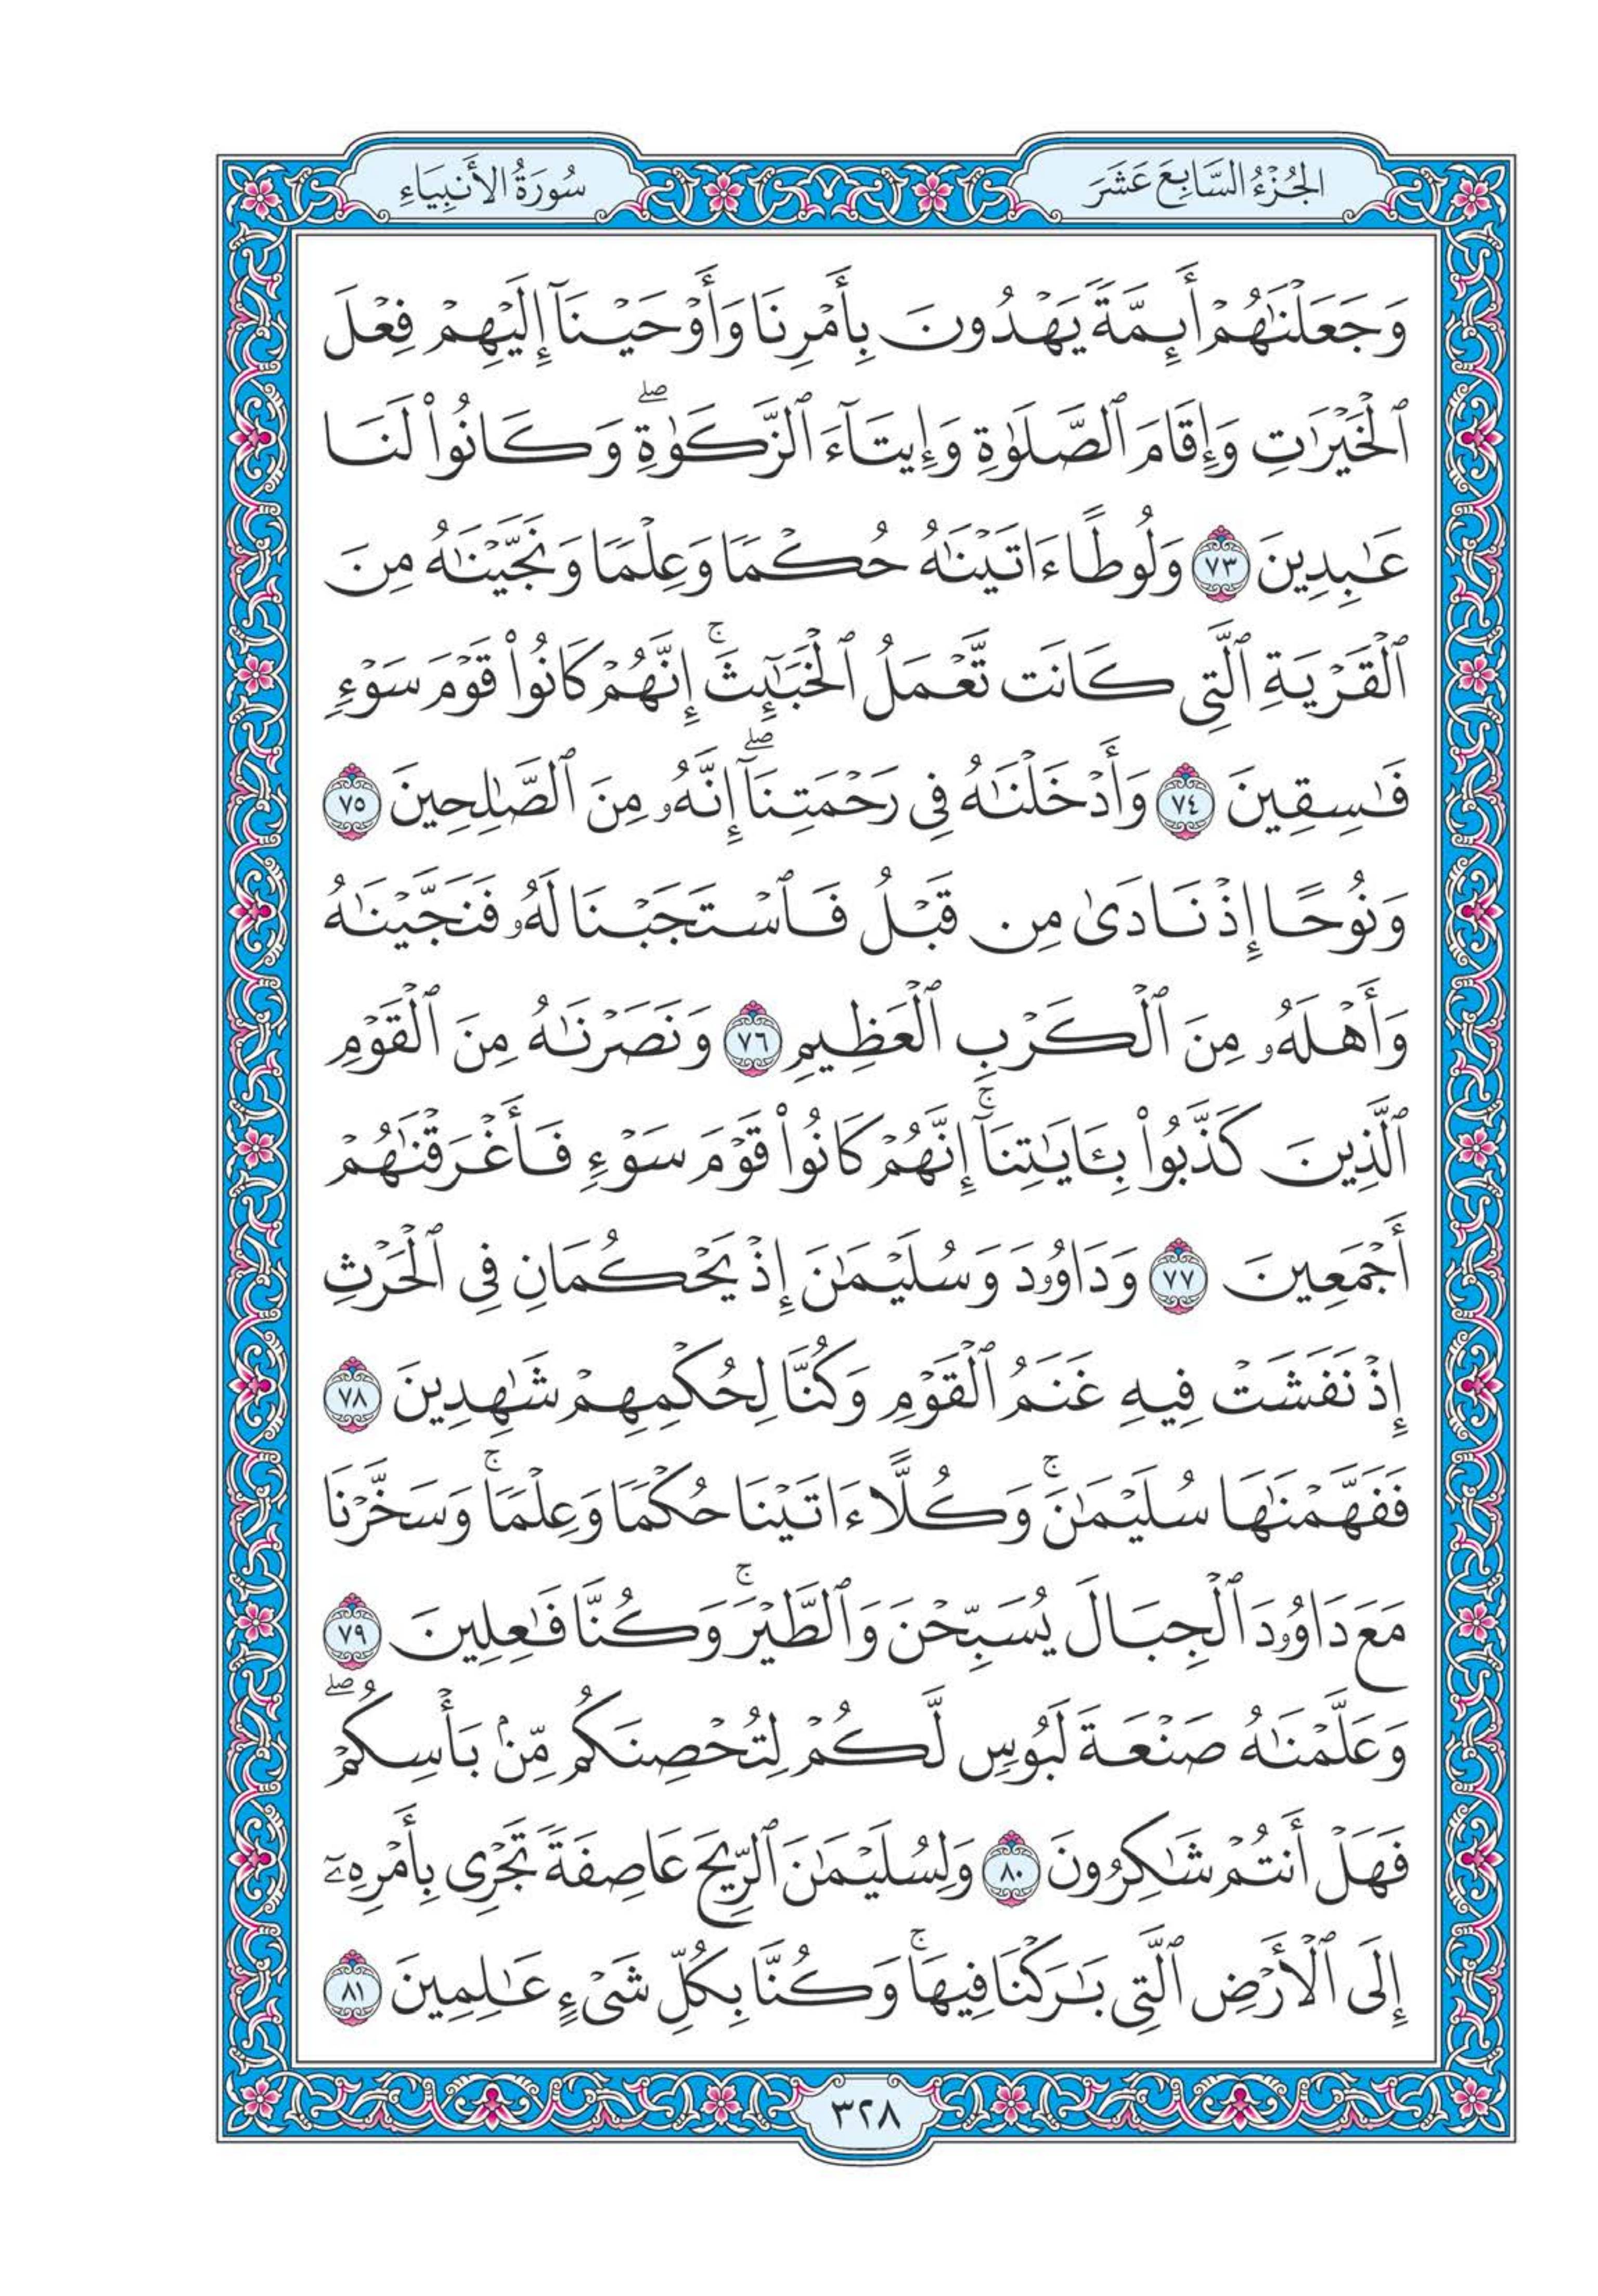 الجُزْءُ السَّابِعَ عَشَرَ
سُورَةُ الأَنبِيَاءِ
وَجَعَلْنَٰهُمْ أَئِمَّةً يَهْدُونَ بِأَمْرِنَا وَأَوْحَيْنَآ إِلَيْهِمْ فِعْلَ
ٱلْخَيْرَٰتِ وَإِقَامَ ٱلصَّلَوٰةِ وَإِيتَآءَ ٱلزَّكَوٰةِ ۖ وَكَانُوا۟ لَنَا
عَٰبِدِينَ ٧٣ وَلُوطًا ءَاتَيْنَٰهُ حُكْمًا وَعِلْمًا وَنَجَّيْنَٰهُ مِنَ
ٱلْقَرْيَةِ ٱلَّتِى كَانَت تَّعْمَلُ ٱلْخَبَٰٓئِثَ ۚ إِنَّهُمْ كَانُوا۟ قَوْمَ سَوْءٍ
فَٰسِقِينَ ٧٤ وَأَدْخَلْنَٰهُ فِى رَحْمَتِنَآ ۖ إِنَّهُۥ مِنَ ٱلصَّٰلِحِينَ ٧٥
وَنُوحًا إِذْ نَادَىٰ مِن قَبْلُ فَٱسْتَجَبْنَا لَهُۥ فَنَجَّيْنَٰهُ
وَأَهْلَهُۥ مِنَ ٱلْكَرْبِ ٱلْعَظِيمِ ٧٦ وَنَصَرْنَٰهُ مِنَ ٱلْقَوْمِ
ٱلَّذِينَ كَذَّبُوا۟ بِـَٔايَٰتِنَآ ۚ إِنَّهُمْ كَانُوا۟ قَوْمَ سَوْءٍ فَأَغْرَقْنَٰهُمْ
أَجْمَعِينَ ٧٧ وَدَاوُۥدَ وَسُلَيْمَٰنَ إِذْ يَحْكُمَانِ فِى ٱلْحَرْثِ
إِذْ نَفَشَتْ فِيهِ غَنَمُ ٱلْقَوْمِ وَكُنَّا لِحُكْمِهِمْ شَٰهِدِينَ ٧٨
فَفَهَّمْنَٰهَا سُلَيْمَٰنَ ۚ وَكُلًّا ءَاتَيْنَا حُكْمًا وَعِلْمًا ۚ وَسَخَّرْنَا
مَعَ دَاوُۥدَ ٱلْجِبَالَ يُسَبِّحْنَ وَٱلطَّيْرَ ۚ وَكُنَّا فَٰعِلِينَ ٧٩
وَعَلَّمْنَٰهُ صَنْعَةَ لَبُوسٍ لَّكُمْ لِتُحْصِنَكُم مِّنۢ بَأْسِكُمْ ۖ
فَهَلْ أَنتُمْ شَٰكِرُونَ ٨٠ وَلِسُلَيْمَٰنَ ٱلرِّيحَ عَاصِفَةً تَجْرِى بِأَمْرِهِۦٓ
إِلَى ٱلْأَرْضِ ٱلَّتِى بَٰرَكْنَا فِيهَا ۚ وَكُنَّا بِكُلِّ شَىْءٍ عَٰلِمِينَ ٨١
٣٢٨